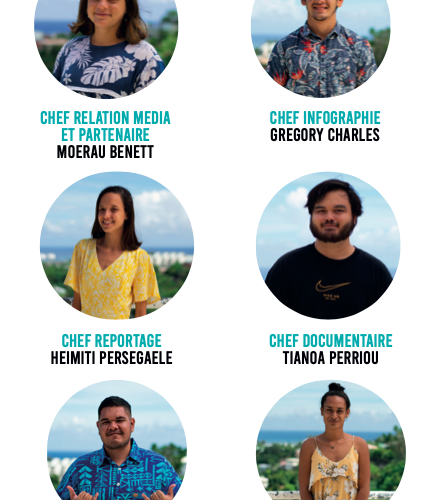 CHEF RELATION MEDIA
ET PARTENAIRE
MOERAU BENETT
CHEF INFOGRAPHIE
GREGORY CHARLES
CHEF REPORTAGE
HEIMITI PERSEGAELE
CHEF DOCUMENTAIRE
TIANOA PERRIOU